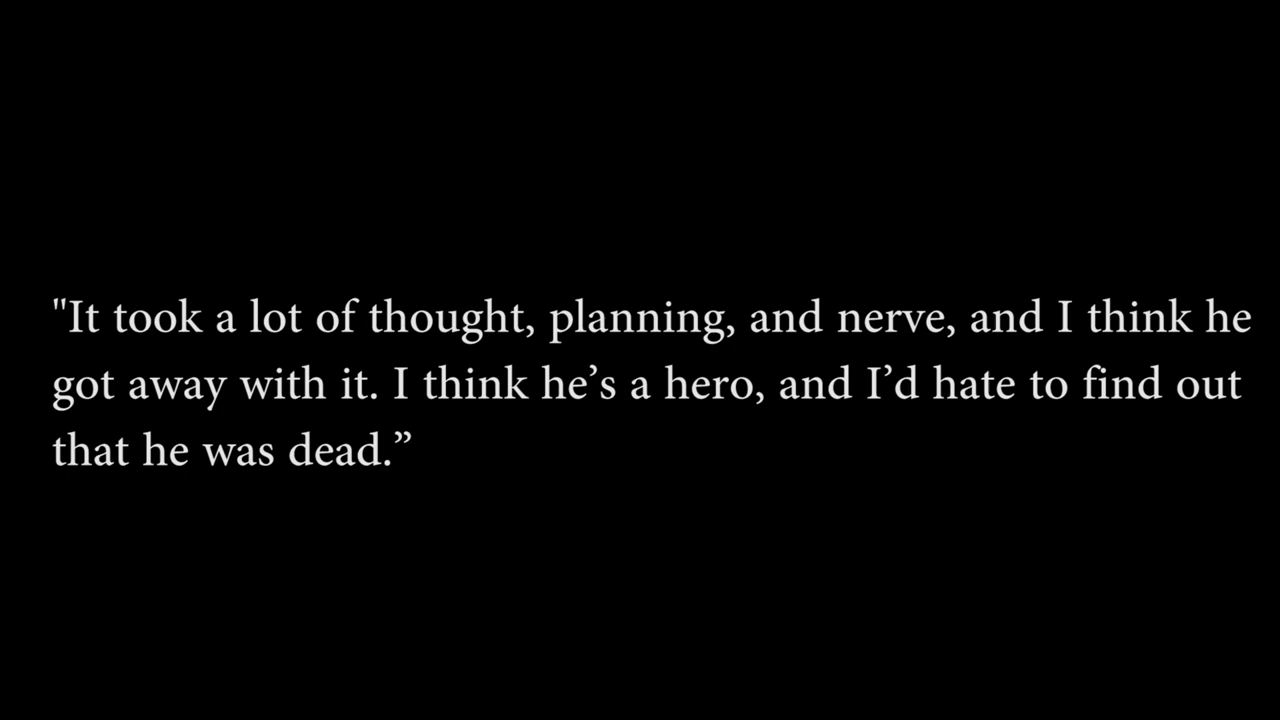 "It took a lot of thought, planning, and nerve, and I think he
got away with it. I think he’s a hero, and I’d hate to find out
that he was dead.”